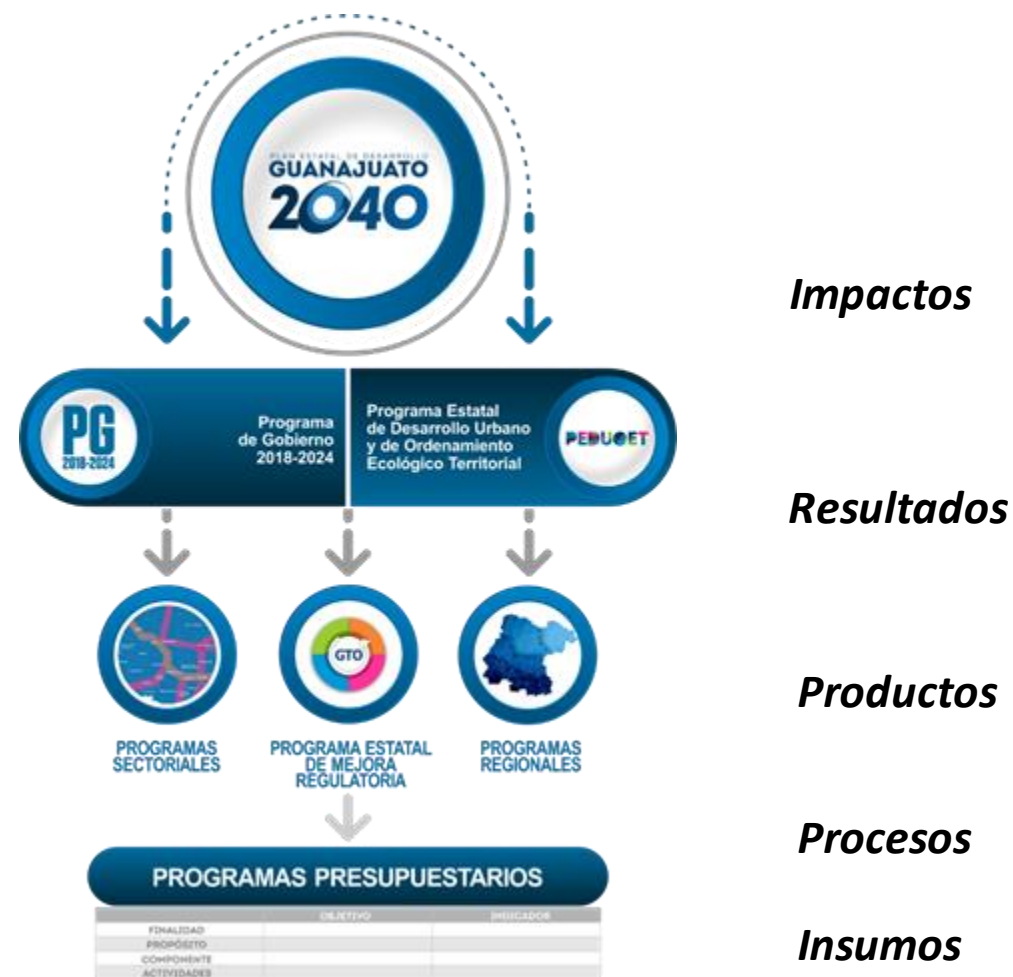 PLAN ESTATAL DE DESARROLLO
GUANAJUATO
2040
Impactos
PG
2018-2024
Programa
de Gobierno
2018-2024
Programa Estatal
de Desarrollo Urbano
y de Ordenamiento
Ecológico Territorial
PEDUOET
Resultados
GTO
PROGRAMAS
SECTORIALES
PROGRAMA ESTATAL
DE MEJORA
REGULATORIA
PROGRAMAS
REGIONALES
Productos
Procesos
PROGRAMAS PRESUPUESTARIOS
OBJETIVO INDICADOR
FINALIDAD
PROPÓSITO
COMPONENTE
ACTIVIDADES
Insumos